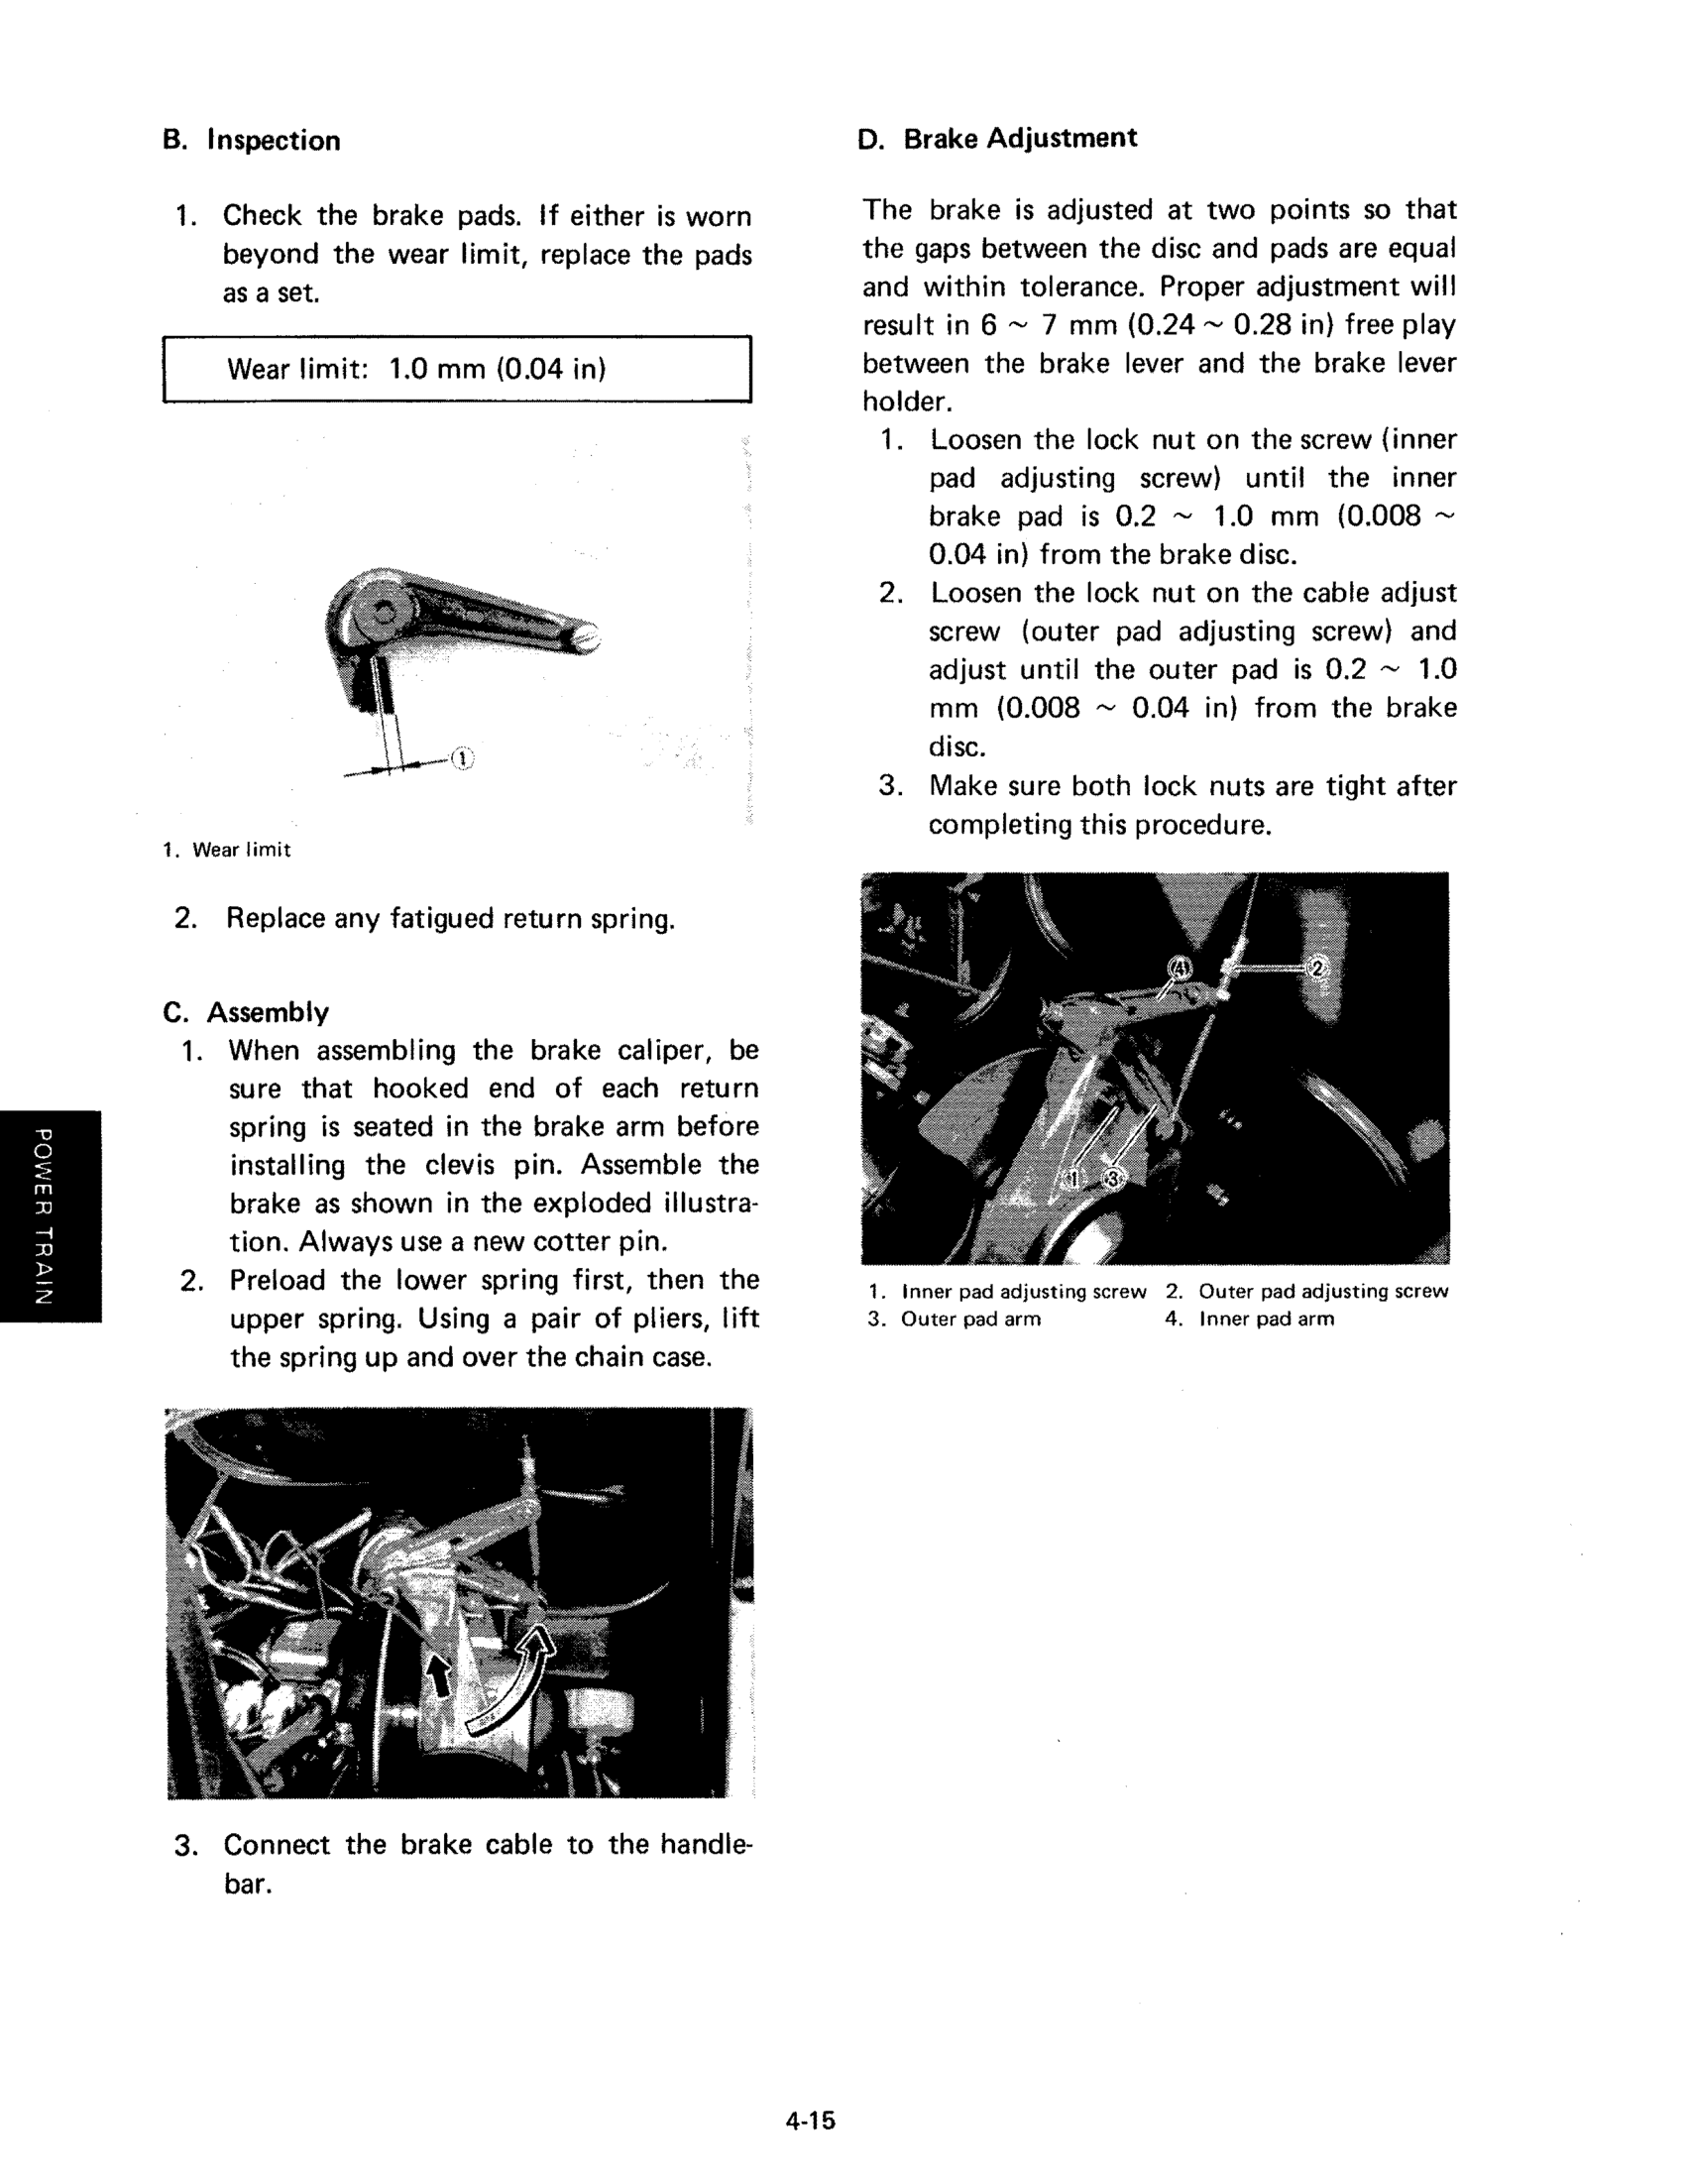 B. Inspection
1. Check the brake pads. If either is worn
beyond the wear limit, replace the pads
as a set.
Wear limit: 1.0 mm (0.04 in)
1
1. Wear limit
2. Replace any fatigued return spring.
C. Assembly
1. When assembling the brake caliper, be
sure that hooked end of each return
spring is seated in the brake arm before
installing the clevis pin. Assemble the
brake as shown in the exploded illustra-
tion. Always use a new cotter pin.
2. Preload the lower spring first, then the
upper spring. Using a pair of pliers, lift
the spring up and over the chain case.
3. Connect the brake cable to the handle-
bar.
D. Brake Adjustment
The brake is adjusted at two points so that
the gaps between the disc and pads are equal
and within tolerance. Proper adjustment will
result in 6 ~ 7 mm (0.24 ~ 0.28 in) free play
between the brake lever and the brake lever
holder.
1. Loosen the lock nut on the screw (inner
pad adjusting screw) until the inner
brake pad is 0.2 ~ 1.0 mm (0.008 ~
0.04 in) from the brake disc.
2. Loosen the lock nut on the cable adjust
screw (outer pad adjusting screw) and
adjust until the outer pad is 0.2 ~ 1.0
mm (0.008 ~ 0.04 in) from the brake
disc.
3. Make sure both lock nuts are tight after
completing this procedure.
4
2
1
3
1. Inner pad adjusting screw 2. Outer pad adjusting screw
3. Outer pad arm 4. Inner pad arm
POWER TRAIN
4-15